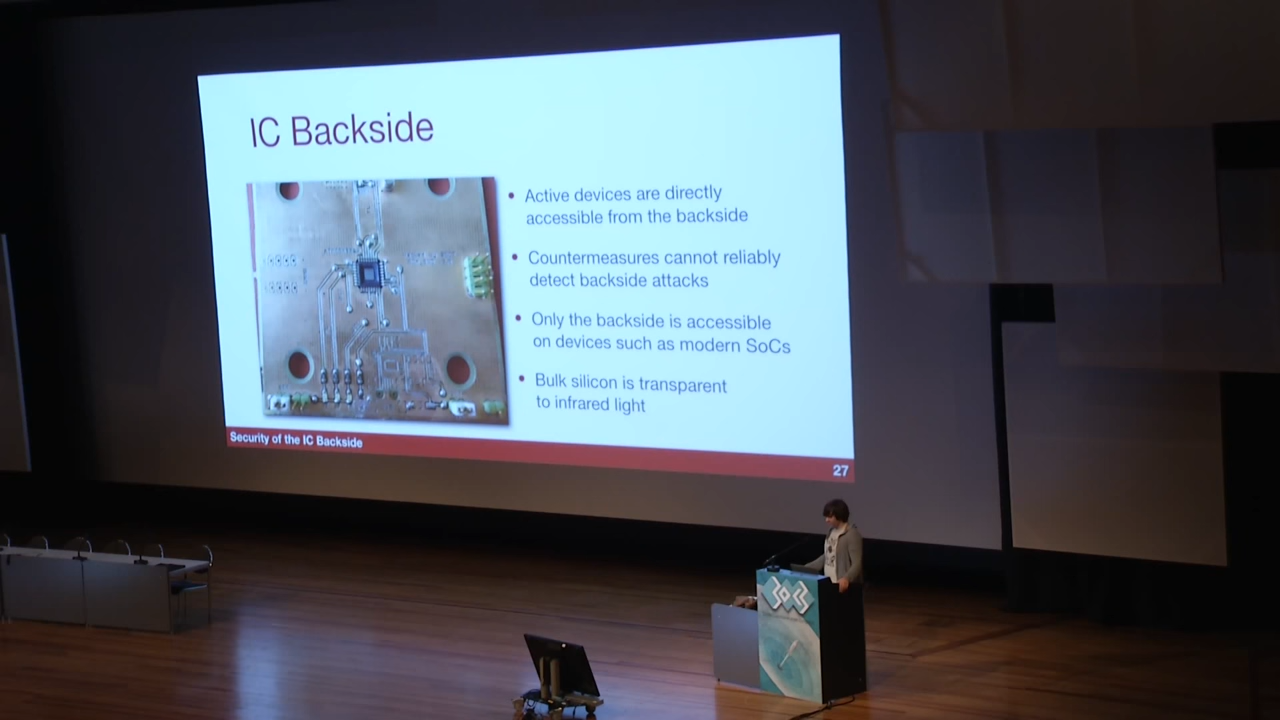 IC Backside
• Active devices are directly
accessible from the backside
• Countermeasures cannot reliably
detect backside attacks
• Only the backside is accessible
on devices such as modern SoCs
• Bulk silicon is transparent
to infrared light
Security of the IC Backside
27